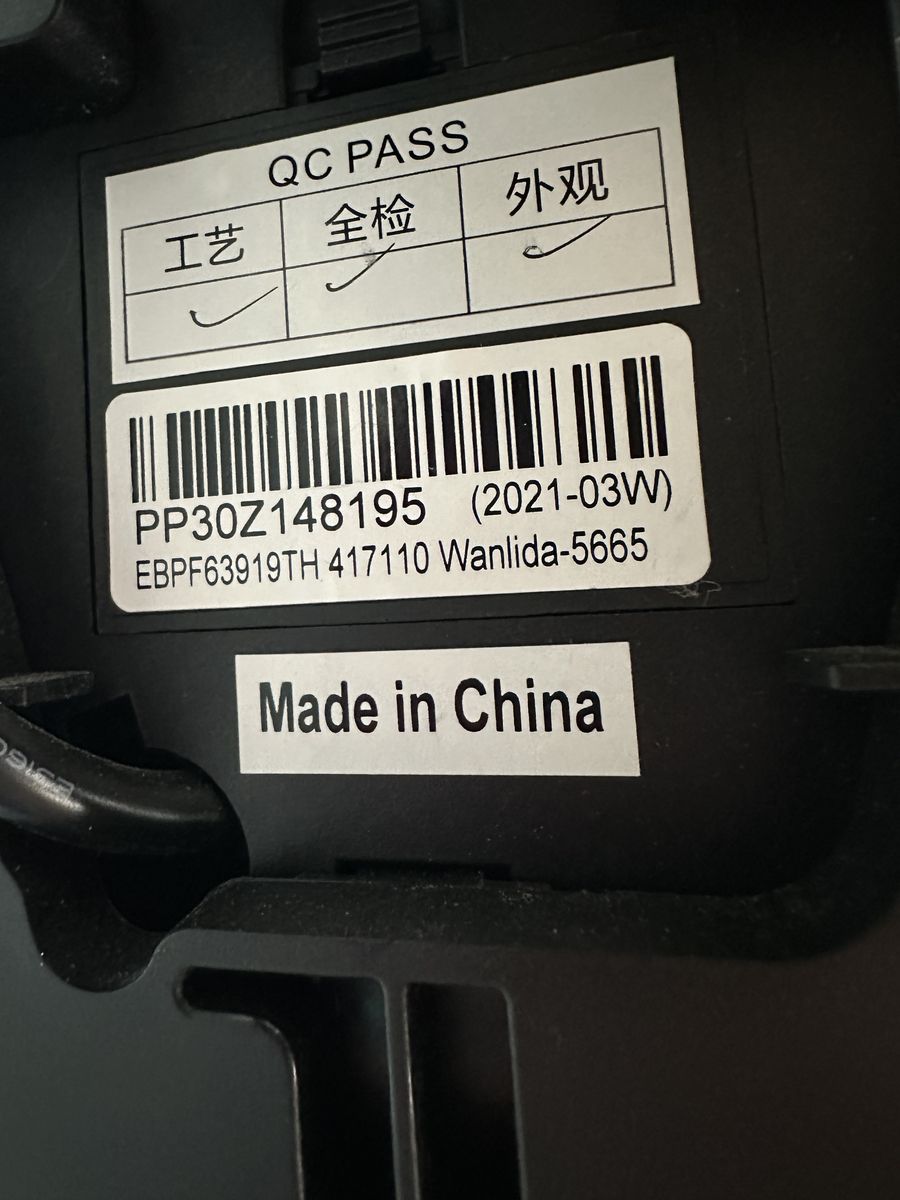 QC PASS
工艺 全检 外观
PP30Z148195 (2021-03W)
EBPF63919TH 417110 Wanlida-5665
Made in China